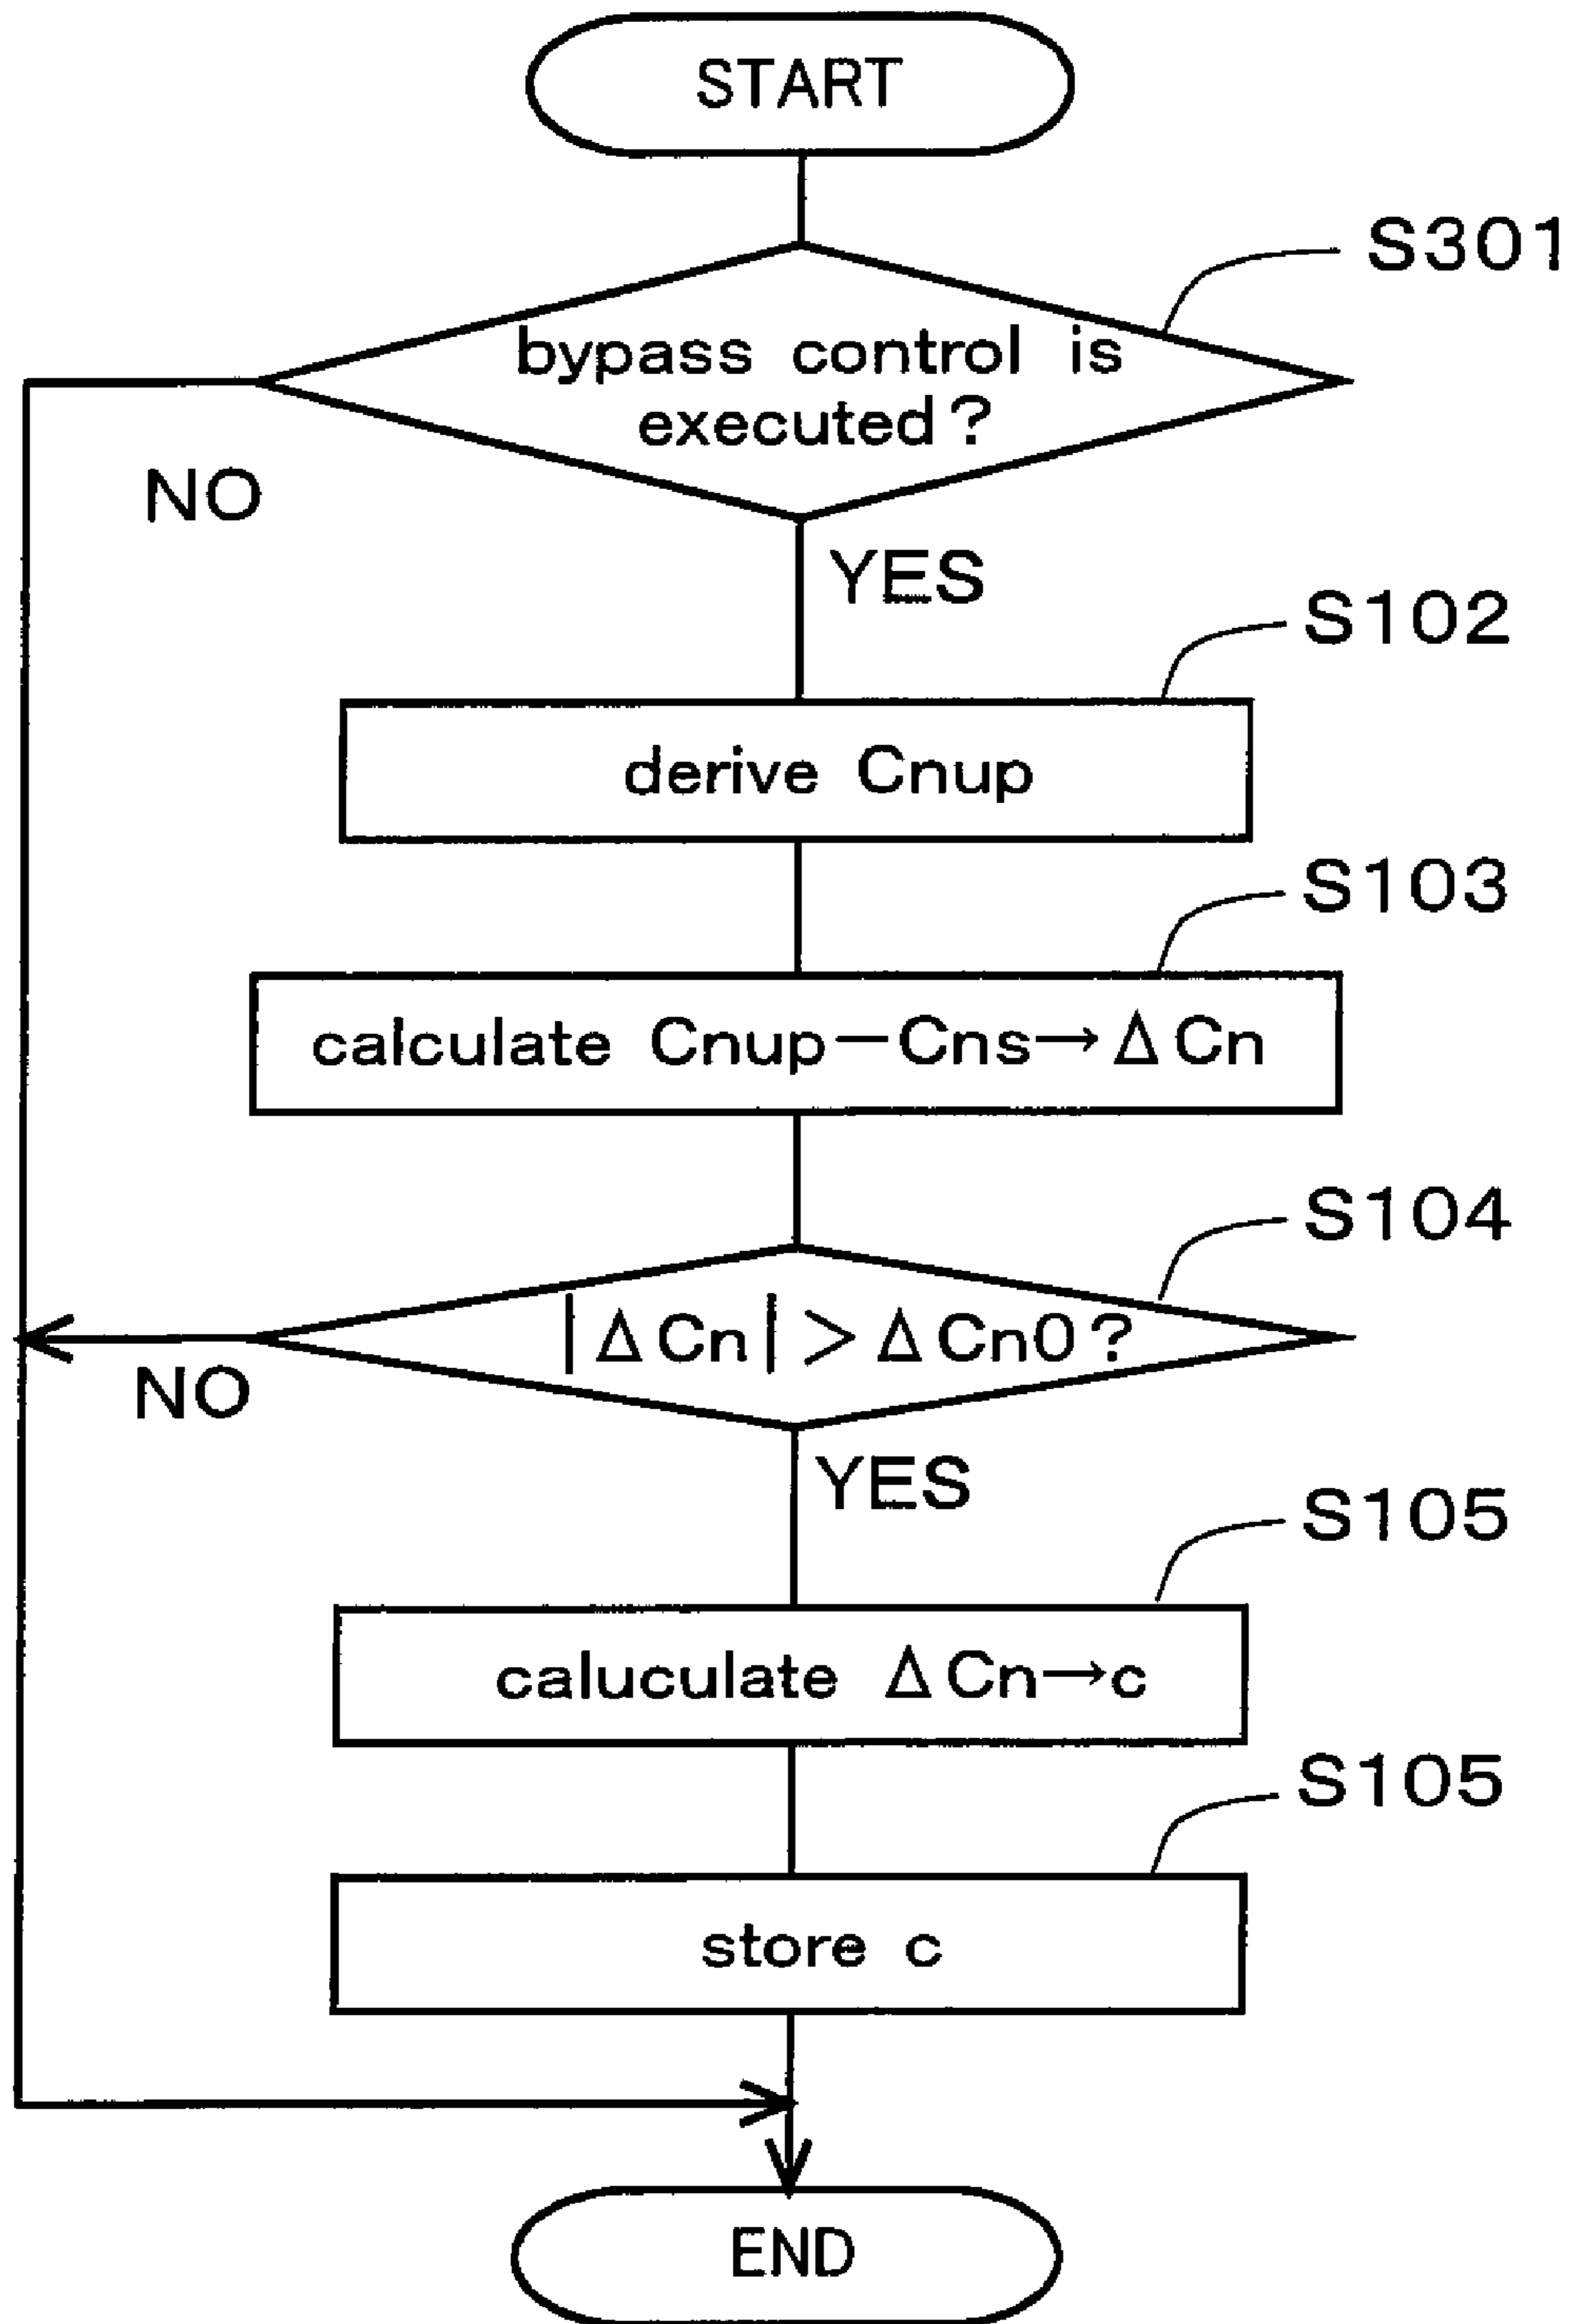 START
S301
bypass control is
executed?
NO
YES
S102
derive Cnup
S103
calculate Cnup－Cns→ΔCn
S104
|ΔCn|>ΔCn0?
NO
YES
S105
caluculate ΔCn→c
S105
store c
END